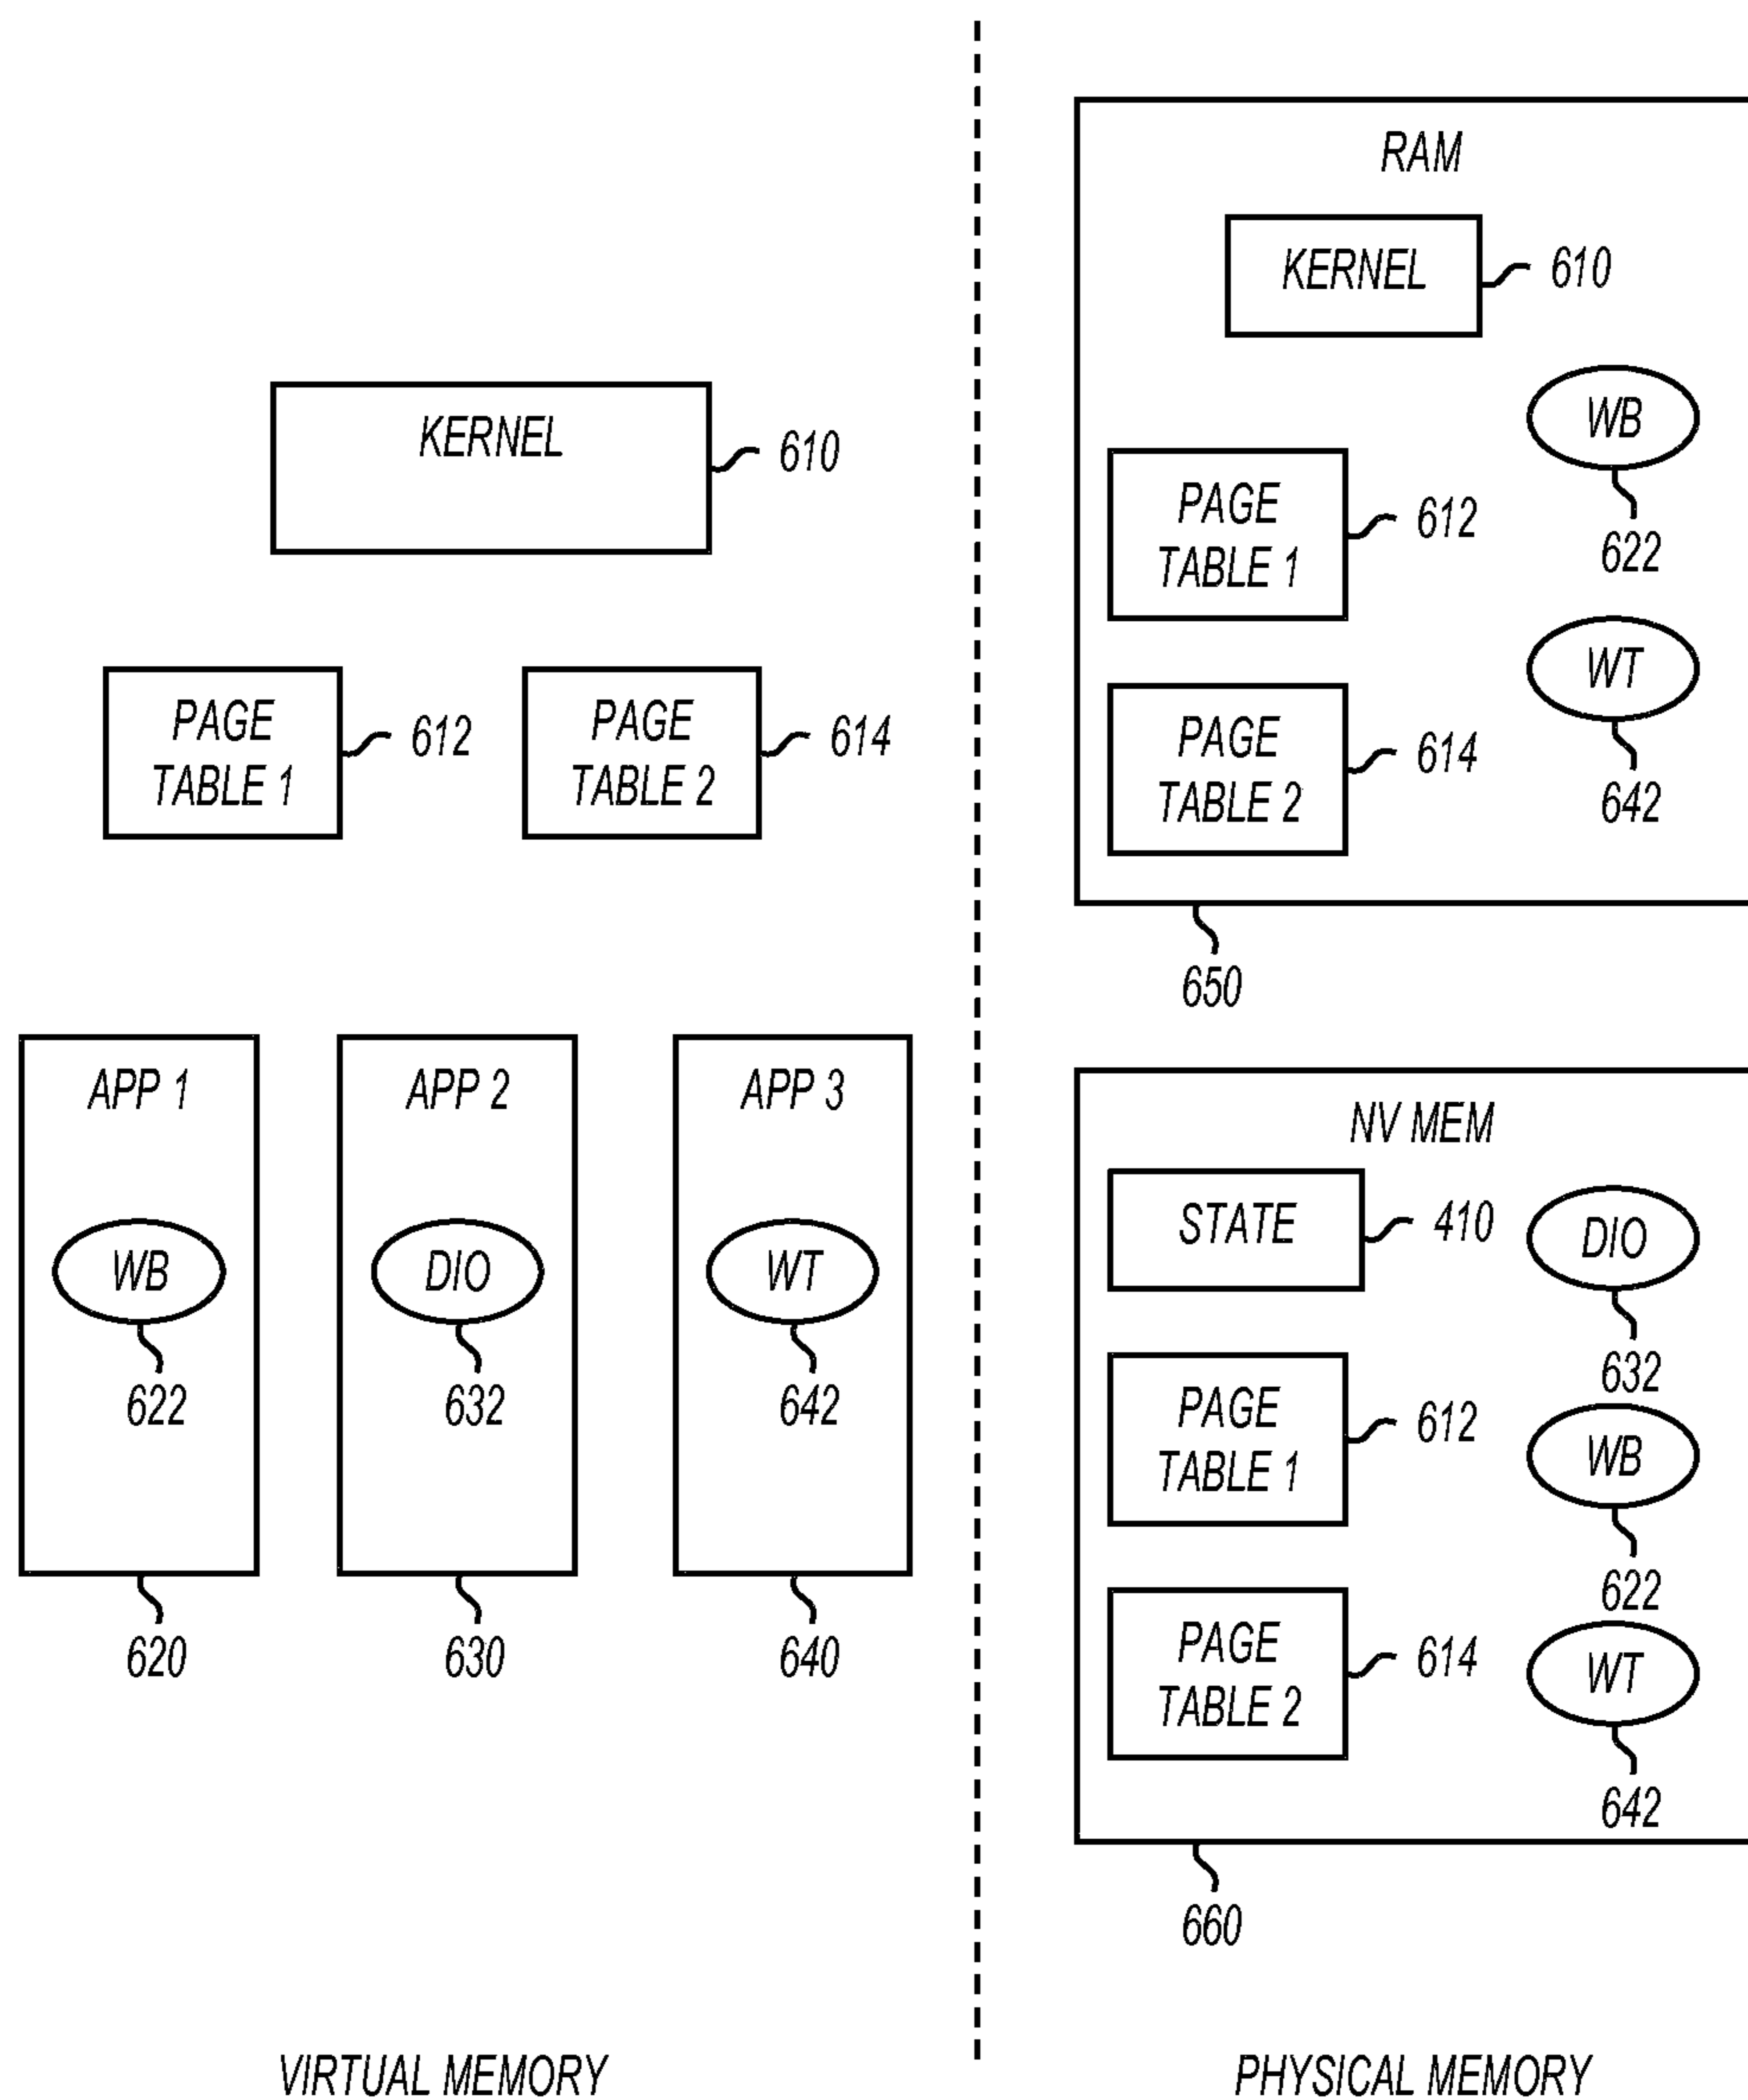 KERNEL
610
PAGE
TABLE 1
612
PAGE
TABLE 2
614
APP 1
WB
622
620
APP 2
DIO
632
630
APP 3
WT
642
640
VIRTUAL MEMORY
RAM
KERNEL
610
WB
622
PAGE
TABLE 1
612
WT
642
PAGE
TABLE 2
614
650
NV MEM
STATE
410
DIO
632
PAGE
TABLE 1
612
WB
622
PAGE
TABLE 2
614
WT
642
660
PHYSICAL MEMORY